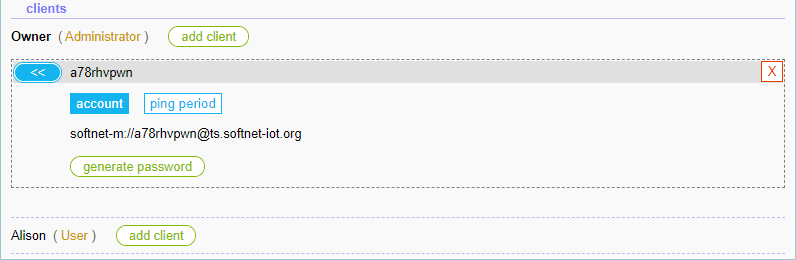 clients
Owner ( Administrator ) add client
<< a78rhvpwn X
account ping period
softnet-m://a78rhvpwn@ts.softnet-iot.org
generate password
Alison ( User ) add client